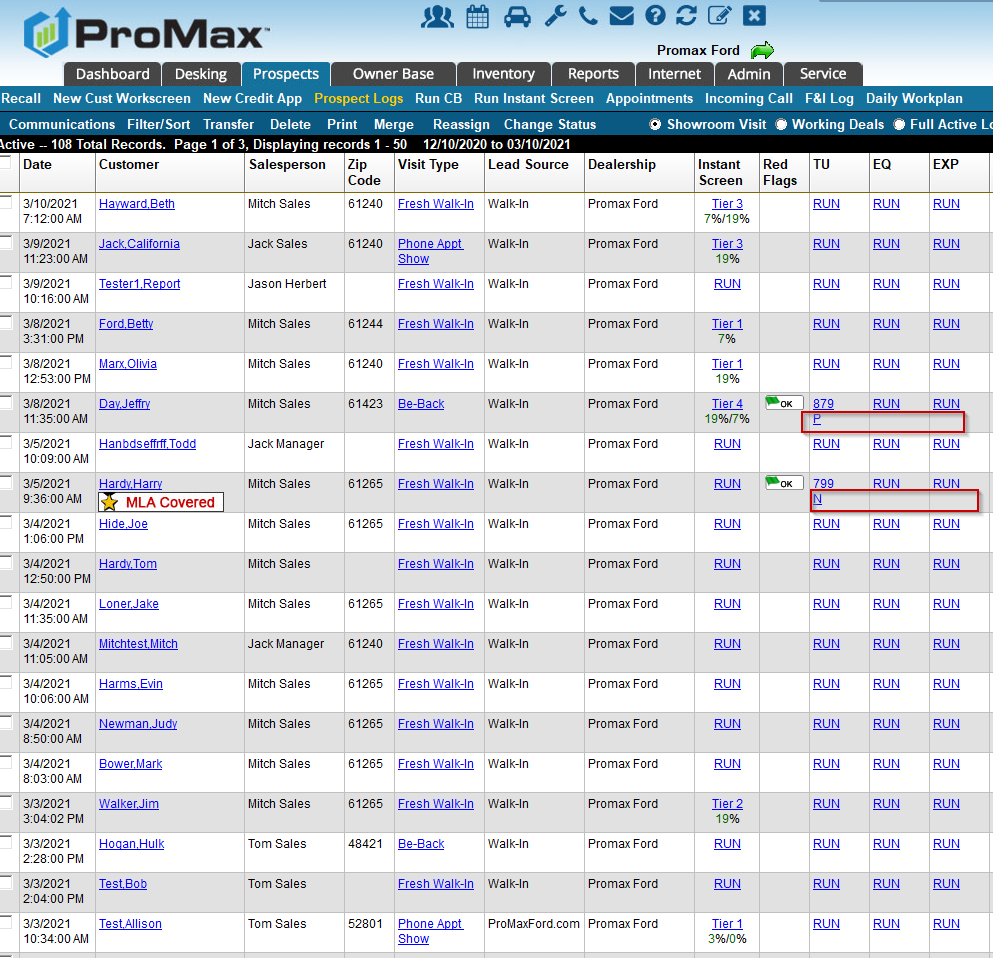 ProMax™
Promax Ford
Dashboard Desking Prospects Owner Base Inventory Reports Internet Admin Service
Recall New Cust Workscreen New Credit App Prospect Logs Run CB Run Instant Screen Appointments Incoming Call F&I Log Daily Workplan
Communications Filter/Sort Transfer Delete Print Merge Reassign Change Status Showroom Visit Working Deals Full Active Lo
Active -- 108 Total Records. Page 1 of 3, Displaying records 1 - 50 12/10/2020 to 03/10/2021
Date Customer Salesperson Zip Visit Type Lead Source Dealership Instant Red TU EQ EXP
Code Screen Flags
3/10/2021 Hayward,Beth Mitch Sales 61240 Fresh Walk-In Walk-In Promax Ford Tier 3 RUN RUN RUN
7:12:00 AM 7%/19%
3/9/2021 Jack,California Jack Sales 61240 Phone Appt Walk-In Promax Ford Tier 3 RUN RUN RUN
11:23:00 AM Show 19%
3/9/2021 Tester1,Report Jason Herbert Fresh Walk-In Walk-In Promax Ford RUN RUN RUN RUN
10:16:00 AM
3/8/2021 Ford,Betty Mitch Sales 61244 Fresh Walk-In Walk-In Promax Ford Tier 1 RUN RUN RUN
3:31:00 PM 7%
3/8/2021 Marx,Olivia Mitch Sales 61240 Fresh Walk-In Walk-In Promax Ford Tier 1 RUN RUN RUN
12:53:00 PM 19%
3/8/2021 Day,Jeffry Mitch Sales 61423 Be-Back Walk-In Promax Ford Tier 4 OK 879 RUN RUN
11:35:00 AM 19%/7% P
3/5/2021 Hanbdseffrff,Todd Jack Manager Fresh Walk-In Walk-In Promax Ford RUN RUN RUN RUN
10:09:00 AM
3/5/2021 Hardy,Harry Mitch Sales 61265 Fresh Walk-In Walk-In Promax Ford RUN OK 799 RUN RUN
9:36:00 AM MLA Covered N
3/4/2021 Hide,Joe Mitch Sales 61265 Fresh Walk-In Walk-In Promax Ford RUN RUN RUN RUN
1:06:00 PM
3/4/2021 Hardy,Tom Mitch Sales Fresh Walk-In Walk-In Promax Ford RUN RUN RUN RUN
12:50:00 PM
3/4/2021 Loner,Jake Mitch Sales 61265 Fresh Walk-In Walk-In Promax Ford RUN RUN RUN RUN
11:35:00 AM
3/4/2021 Mitchtest,Mitch Jack Manager 61240 Fresh Walk-In Walk-In Promax Ford RUN RUN RUN RUN
11:05:00 AM
3/4/2021 Harms,Evin Mitch Sales 61265 Fresh Walk-In Walk-In Promax Ford RUN RUN RUN RUN
10:06:00 AM
3/4/2021 Newman,Judy Mitch Sales 61265 Fresh Walk-In Walk-In Promax Ford RUN RUN RUN RUN
8:50:00 AM
3/4/2021 Bower,Mark Mitch Sales 61265 Fresh Walk-In Walk-In Promax Ford RUN RUN RUN RUN
8:03:00 AM
3/3/2021 Walker,Jim Mitch Sales 61265 Fresh Walk-In Walk-In Promax Ford Tier 2 RUN RUN RUN
3:04:02 PM 19%
3/3/2021 Hogan,Hulk Tom Sales 48421 Be-Back Walk-In Promax Ford RUN RUN RUN RUN
2:28:00 PM
3/3/2021 Test,Bob Tom Sales Fresh Walk-In Walk-In Promax Ford RUN RUN RUN RUN
2:04:00 PM
3/3/2021 Test,Allison Tom Sales 52801 Phone Appt ProMaxFord.com Promax Ford Tier 1 RUN RUN RUN
10:34:00 AM Show 3%/0%